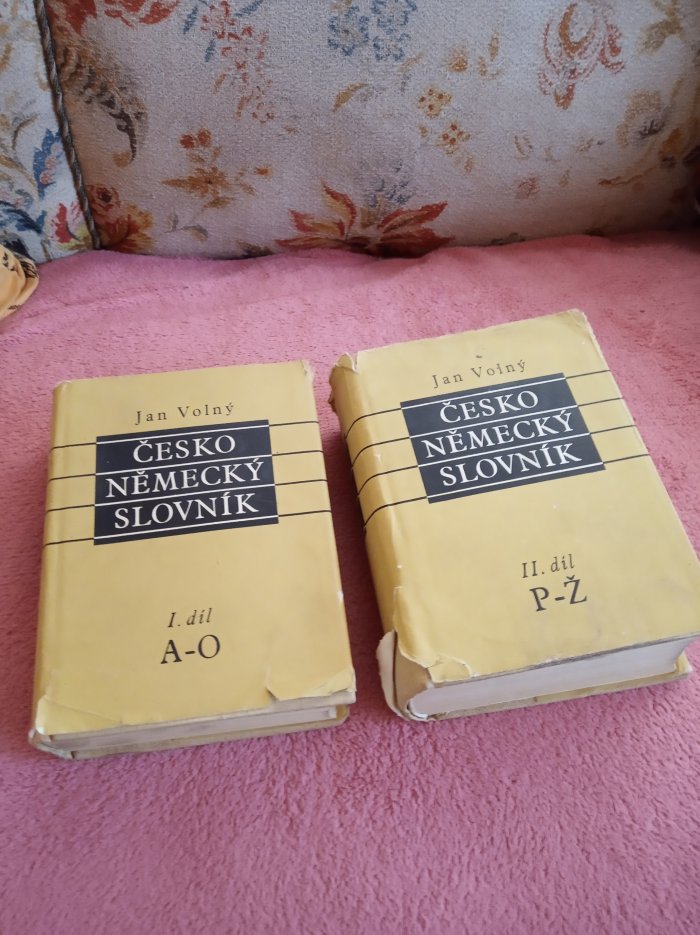 Jan Volný
ČESKO
NĚMECKÝ
SLOVNÍK
I. díl
A-O
Jan Volný
ČESKO
NĚMECKÝ
SLOVNÍK
II. díl
P-Ž